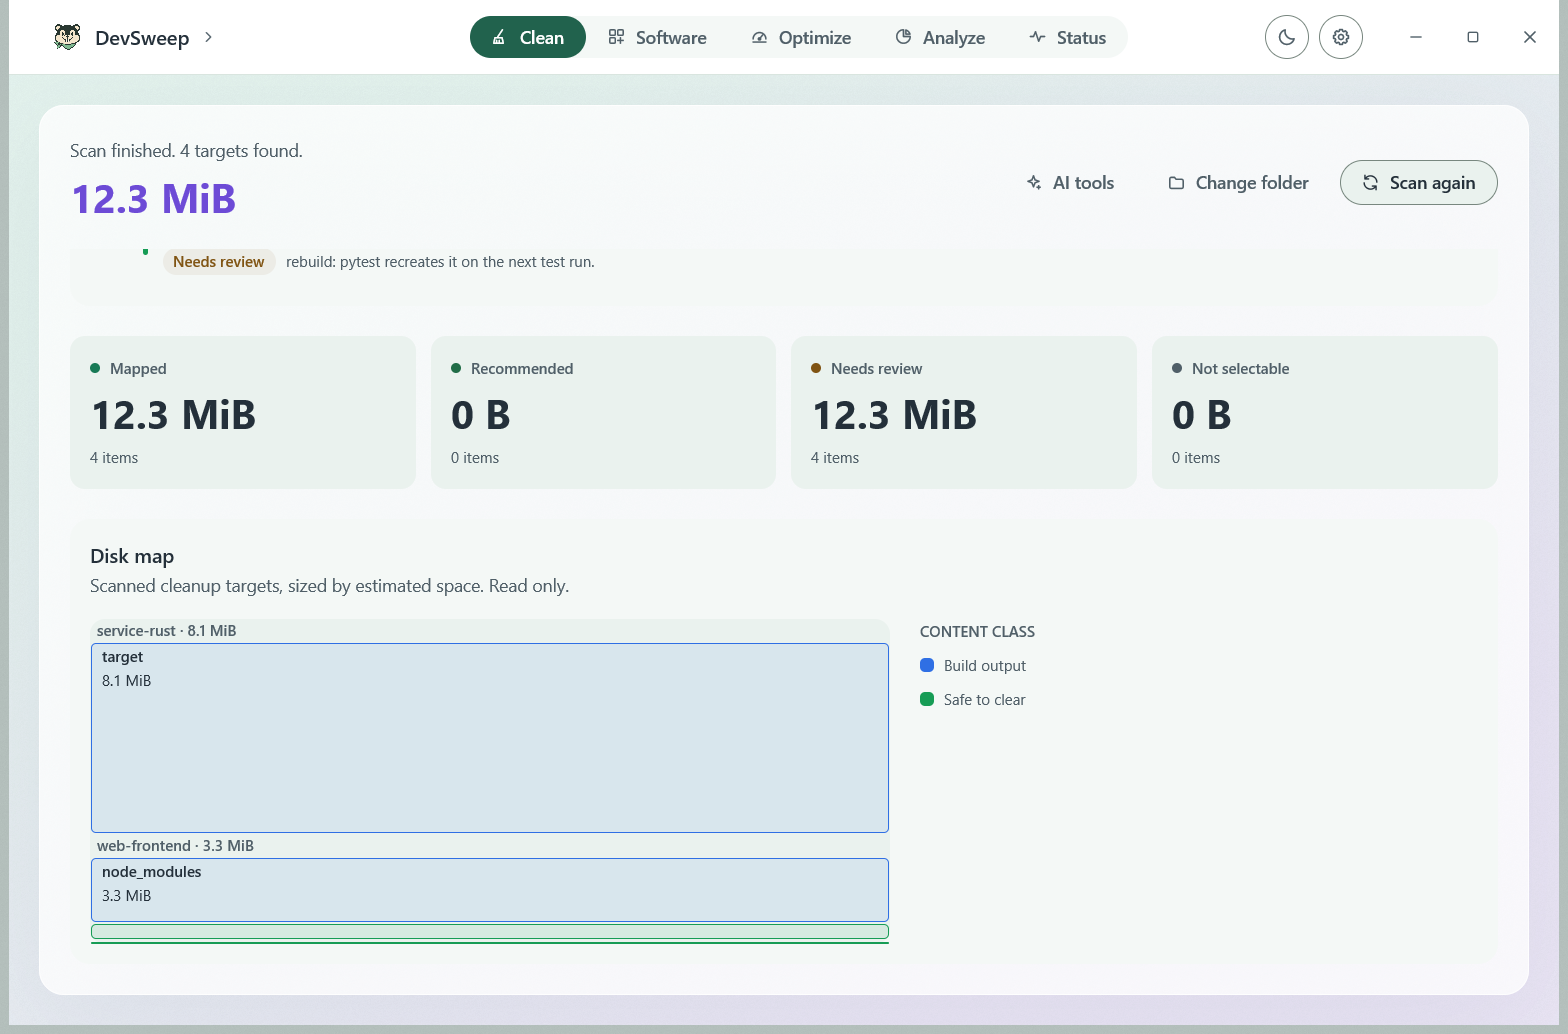 DevSweep
Clean
Software
Optimize
Analyze
Status
Scan finished. 4 targets found.
12.3 MiB
AI tools
Change folder
Scan again
Needs review
rebuild: pytest recreates it on the next test run.
Mapped
12.3 MiB
4 items
Recommended
0 B
0 items
Needs review
12.3 MiB
4 items
Not selectable
0 B
0 items
Disk map
Scanned cleanup targets, sized by estimated space. Read only.
service-rust · 8.1 MiB
target
8.1 MiB
web-frontend · 3.3 MiB
node_modules
3.3 MiB
CONTENT CLASS
Build output
Safe to clear